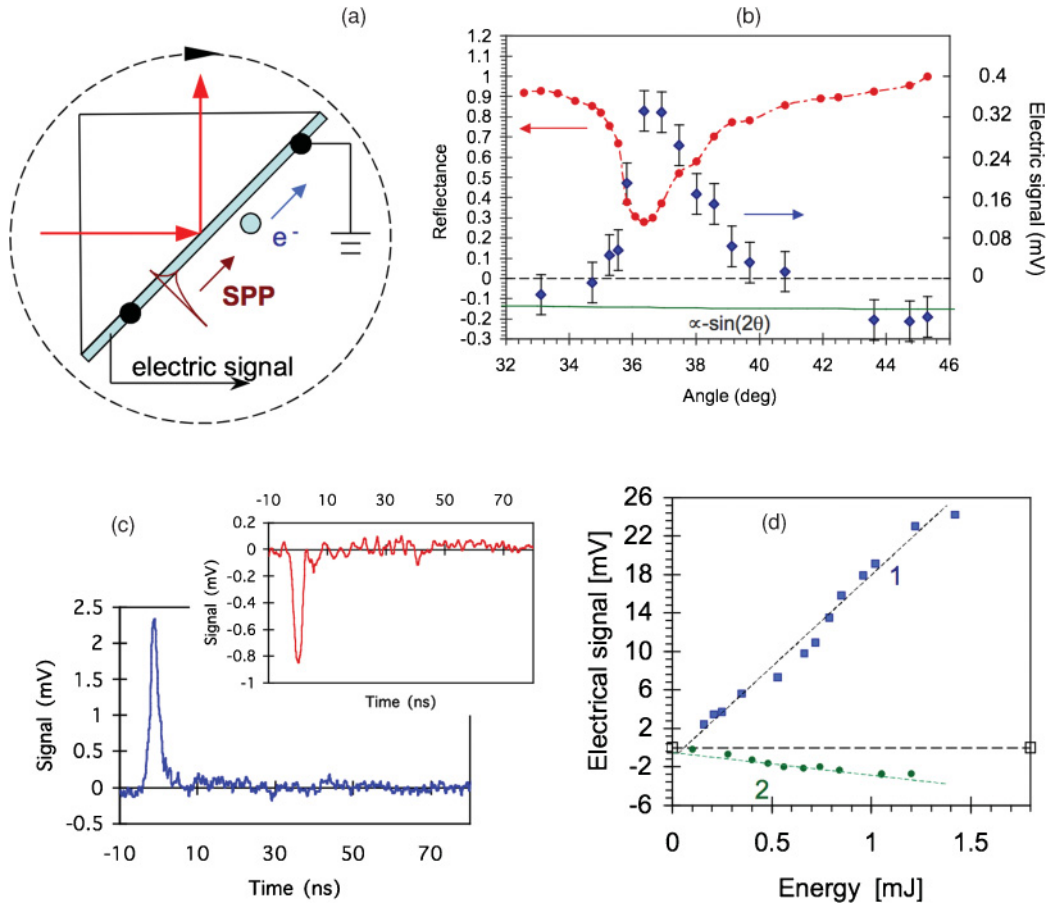 (a)
e-
SPP
electric signal
(b)
1.2
1.1
1
0.9
0.8
0.7
0.6
0.5
0.4
0.3
0.2
0.1
0
-0.1
-0.2
-0.3
Reflectance
0.4
0.32
0.24
0.16
0.08
0
Electric signal (mV)
∝-sin(2θ)
32 34 36 38 40 42 44 46
Angle (deg)
(c)
-10 10 30 50 70
0.2
0
-0.2
-0.4
-0.6
-0.8
-1
Signal (mV)
Time (ns)
2.5
2
1.5
1
0.5
0
-0.5
Signal (mV)
-10 10 30 50 70
Time (ns)
(d)
26
22
18
14
10
6
2
-2
-6
Electrical signal [mV]
1
2
0 0.5 1 1.5
Energy [mJ]